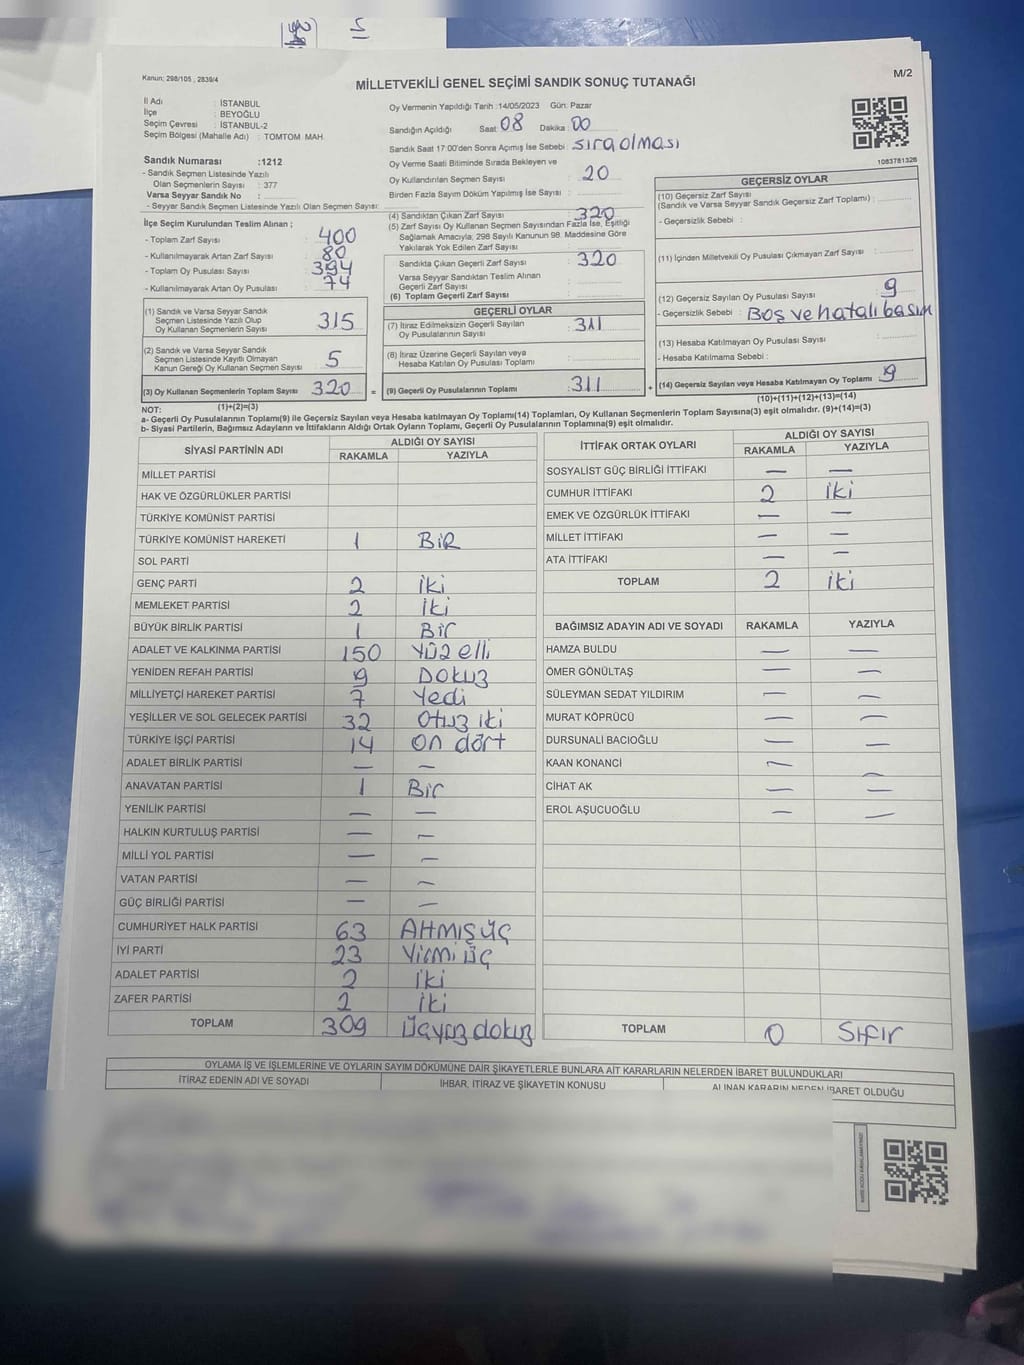 Kanun: 298/105 , 2839/4
MİLLETVEKİLİ GENEL SEÇİMİ SANDIK SONUÇ TUTANAĞI
M/2
İl Adı : İSTANBUL
İlçe : BEYOĞLU
Seçim Çevresi : İSTANBUL-2
Seçim Bölgesi (Mahalle Adı) : TOMTOM MAH.
Sandık Numarası :1212
- Sandık Seçmen Listesinde Yazılı
Olan Seçmenlerin Sayısı : 377
Varsa Seyyar Sandık No :
- Seyyar Sandık Seçmen Listesinde Yazılı Olan Seçmen Sayısı:
İlçe Seçim Kurulundan Teslim Alınan ;
- Toplam Zarf Sayısı : 400
- Kullanılmayarak Artan Zarf Sayısı : 80
- Toplam Oy Pusulası Sayısı : 394
- Kullanılmayarak Artan Oy Pusulası : 74
(1) Sandık ve Varsa Seyyar Sandık
Seçmen Listesinde Yazılı Olup
Oy Kullanan Seçmenlerin Sayısı 315
(2) Sandık ve Varsa Seyyar Sandık
Seçmen Listesinde Kayıtlı Olmayan
Kanun Gereği Oy Kullanan Seçmen Sayısı 5
(3) Oy Kullanan Seçmenlerin Toplam Sayısı 320 =
(1)+(2)=(3)
Oy Vermenin Yapıldığı Tarih :14/05/2023 Gün: Pazar
Sandığın Açıldığı Saat: 08 Dakika: 00
Sandık Saat 17:00'den Sonra Açımış İse Sebebi : sıra olması
Oy Verme Saati Bitiminde Sırada Bekleyen ve
Oy Kullandırılan Seçmen Sayısı : 20
Birden Fazla Sayım Döküm Yapılmış İse Sayısı :
(4) Sandıktan Çıkan Zarf Sayısı : 320
(5) Zarf Sayısı Oy Kullanan Seçmen Sayısından Fazla İse, Eşitliği
Sağlamak Amacıyla, 298 Sayılı Kanunun 98. Maddesine Göre
Yakılarak Yok Edilen Zarf Sayısı :
Sandıkta Çıkan Geçerli Zarf Sayısı : 320
Varsa Seyyar Sandıktan Teslim Alınan
Geçerli Zarf Sayısı :
(6) Toplam Geçerli Zarf Sayısı :
GEÇERLİ OYLAR
(7) İtiraz Edilmeksizin Geçerli Sayılan
Oy Pusulalarının Sayısı : 311
(8) İtiraz Üzerine Geçerli Sayılan veya
Hesaba Katılan Oy Pusulası Toplamı :
(9) Geçerli Oy Pusulalarının Toplamı : 311 +
1083781326
GEÇERSİZ OYLAR
(10) Geçersiz Zarf Sayısı
(Sandık ve Varsa Seyyar Sandık Geçersiz Zarf Toplamı) :
- Geçersizlik Sebebi :
(11) İçinden Milletvekili Oy Pusulası Çıkmayan Zarf Sayısı :
(12) Geçersiz Sayılan Oy Pusulası Sayısı : 9
- Geçersizlik Sebebi : Boş ve hatalı basım
(13) Hesaba Katılmayan Oy Pusulası Sayısı :
- Hesaba Katılmama Sebebi :
(14) Geçersiz Sayılan veya Hesaba Katılmayan Oy Toplamı : 9
(10)+(11)+(12)+(13)=(14)
NOT:
a- Geçerli Oy Pusulalarının Toplamı(9) ile Geçersiz Sayılan veya Hesaba katılmayan Oy Toplamı(14) Toplamları, Oy Kullanan Seçmenlerin Toplam Sayısına(3) eşit olmalıdır. (9)+(14)=(3)
b- Siyasi Partilerin, Bağımsız Adayların ve İttifakların Aldığı Ortak Oyların Toplamı, Geçerli Oy Pusulalarının Toplamına(9) eşit olmalıdır.
SİYASİ PARTİNİN ADI ALDIĞI OY SAYISI
RAKAMLA YAZIYLA
MİLLET PARTİSİ
HAK VE ÖZGÜRLÜKLER PARTİSİ
TÜRKİYE KOMÜNİST PARTİSİ
TÜRKİYE KOMÜNİST HAREKETİ 1 BİR
SOL PARTİ
GENÇ PARTİ 2 iki
MEMLEKET PARTİSİ 2 iki
BÜYÜK BİRLİK PARTİSİ 1 Bir
ADALET VE KALKINMA PARTİSİ 150 Yüz elli
YENİDEN REFAH PARTİSİ 9 Dokuz
MİLLİYETÇİ HAREKET PARTİSİ 7 Yedi
YEŞİLLER VE SOL GELECEK PARTİSİ 32 Otuz iki
TÜRKİYE İŞÇİ PARTİSİ 14 On dört
ADALET BİRLİK PARTİSİ — —
ANAVATAN PARTİSİ 1 Bir
YENİLİK PARTİSİ — —
HALKIN KURTULUŞ PARTİSİ — —
MİLLİ YOL PARTİSİ — —
VATAN PARTİSİ — —
GÜÇ BİRLİĞİ PARTİSİ — —
CUMHURİYET HALK PARTİSİ 63 Atmış üç
İYİ PARTİ 23 Yirmi üç
ADALET PARTİSİ 2 iki
ZAFER PARTİSİ 2 iki
TOPLAM 309 Üçyüz dokuz
İTTİFAK ORTAK OYLARI ALDIĞI OY SAYISI
RAKAMLA YAZIYLA
SOSYALİST GÜÇ BİRLİĞİ İTTİFAKI — —
CUMHUR İTTİFAKI 2 iki
EMEK VE ÖZGÜRLÜK İTTİFAKI — —
MİLLET İTTİFAKI — —
ATA İTTİFAKI — —
TOPLAM 2 iki
BAĞIMSIZ ADAYIN ADI VE SOYADI RAKAMLA YAZIYLA
HAMZA BULDU — —
ÖMER GÖNÜLTAŞ — —
SÜLEYMAN SEDAT YILDIRIM — —
MURAT KÖPRÜCÜ — —
DURSUNALİ BACIOĞLU — —
KAAN KONANCİ — —
CİHAT AK — —
EROL AŞUCUOĞLU — —
TOPLAM 0 Sıfır
OYLAMA İŞ VE İŞLEMLERİNE VE OYLARIN SAYIM DÖKÜMÜNE DAİR ŞİKAYETLERLE BUNLARA AİT KARARLARIN NELERDEN İBARET BULUNDUKLARI
İTİRAZ EDENİN ADI VE SOYADI İHBAR, İTİRAZ VE ŞİKAYETİN KONUSU ALINAN KARARIN NEDEN İBARET OLDUĞU